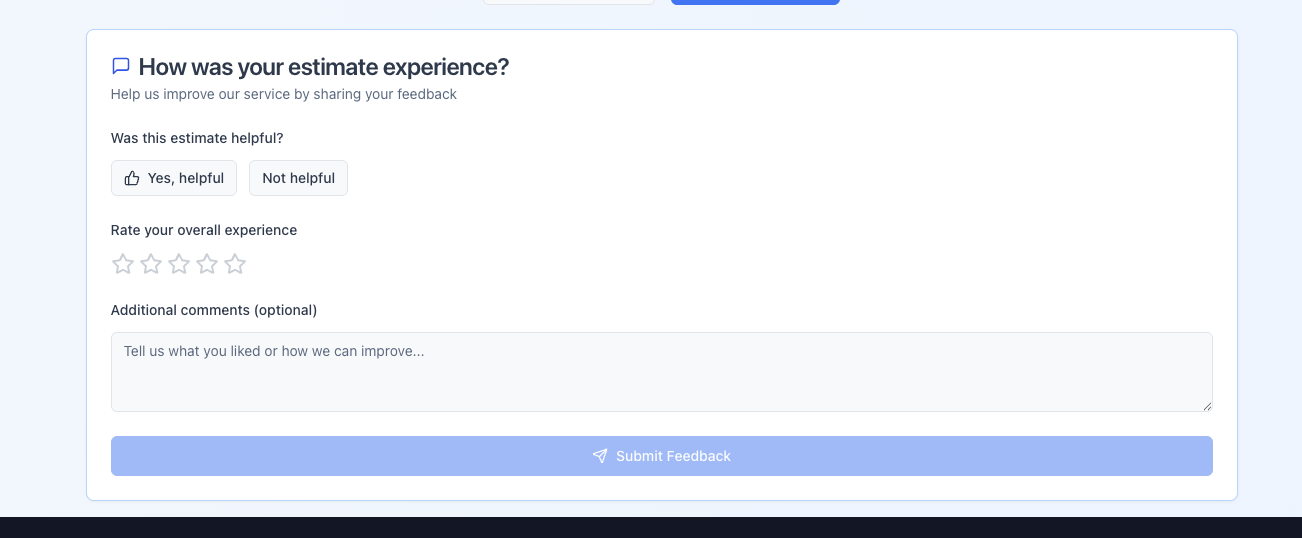 How was your estimate experience?
Help us improve our service by sharing your feedback
Was this estimate helpful?
Yes, helpful
Not helpful
Rate your overall experience
Additional comments (optional)
Tell us what you liked or how we can improve...
Submit Feedback